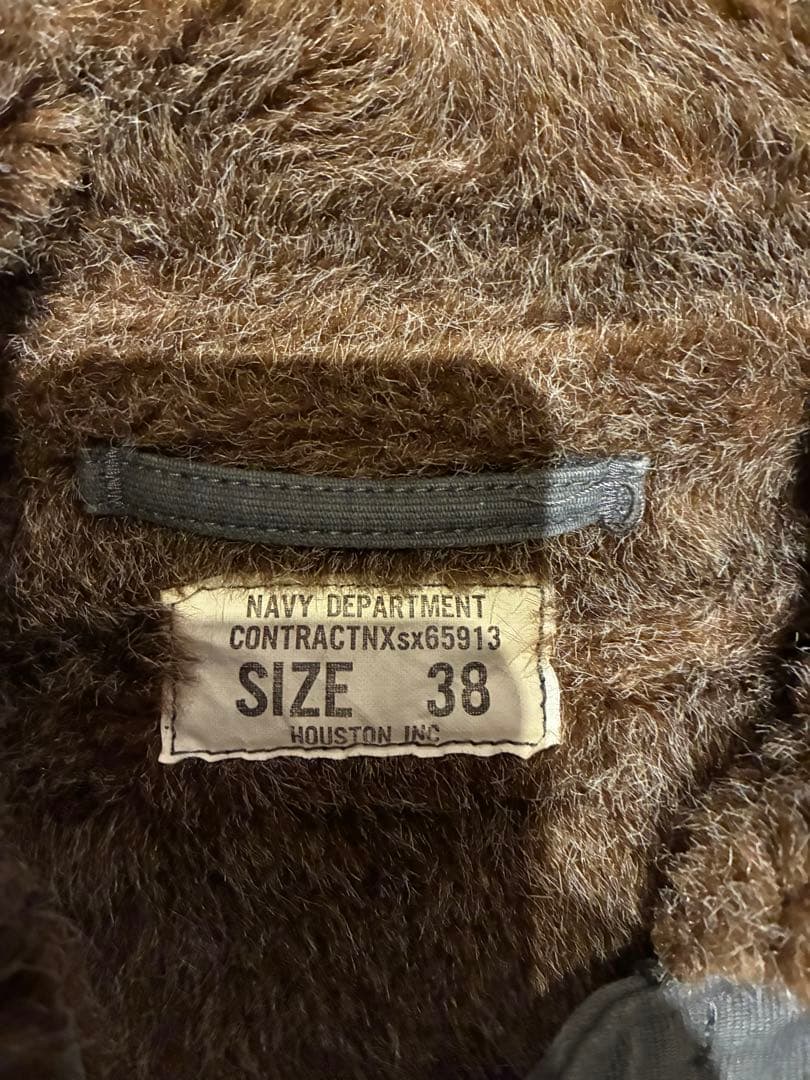 NAVY DEPARTMENT
CONTRACTNXsx65913
SIZE 38
HOUSTON INC